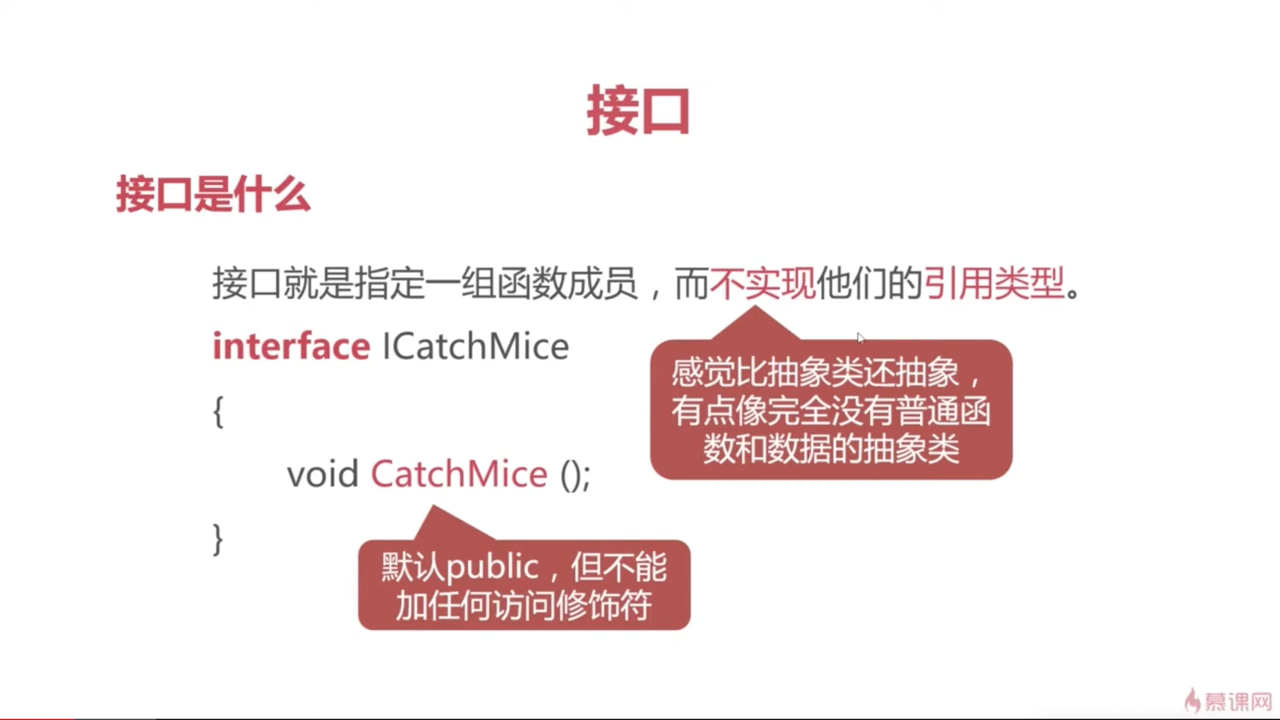 接口
接口是什么
接口就是指定一组函数成员，而不实现他们的引用类型。
interface ICatchMice
{
感觉比抽象类还抽象，
有点像完全没有普通函
数和数据的抽象类
void CatchMice ();
}
默认public，但不能
加任何访问修饰符
慕课网